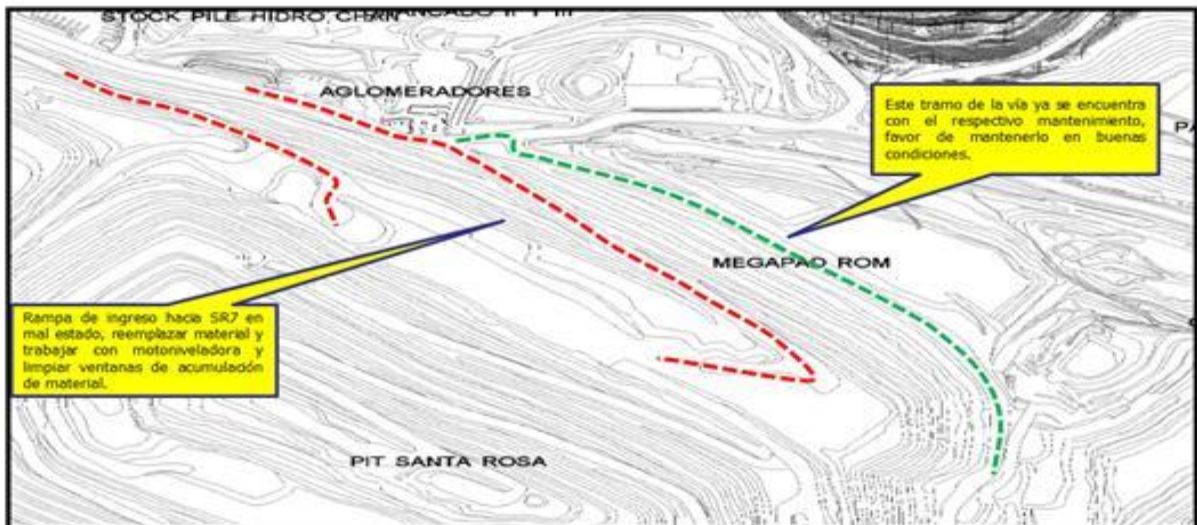 STOCK PILE HIDRO, CHAN
AGLOMERADORES
Este tramo de la vía ya se encuentra
con el respectivo mantenimiento,
favor de mantenerlo en buenas
condiciones.
MEGAPAD ROM
Rampa de ingreso hacia SR7 en
mal estado, reemplazar material y
trabajar con motoniveladora y
limpiar ventanas de acumulación
de material.
PIT SANTA ROSA